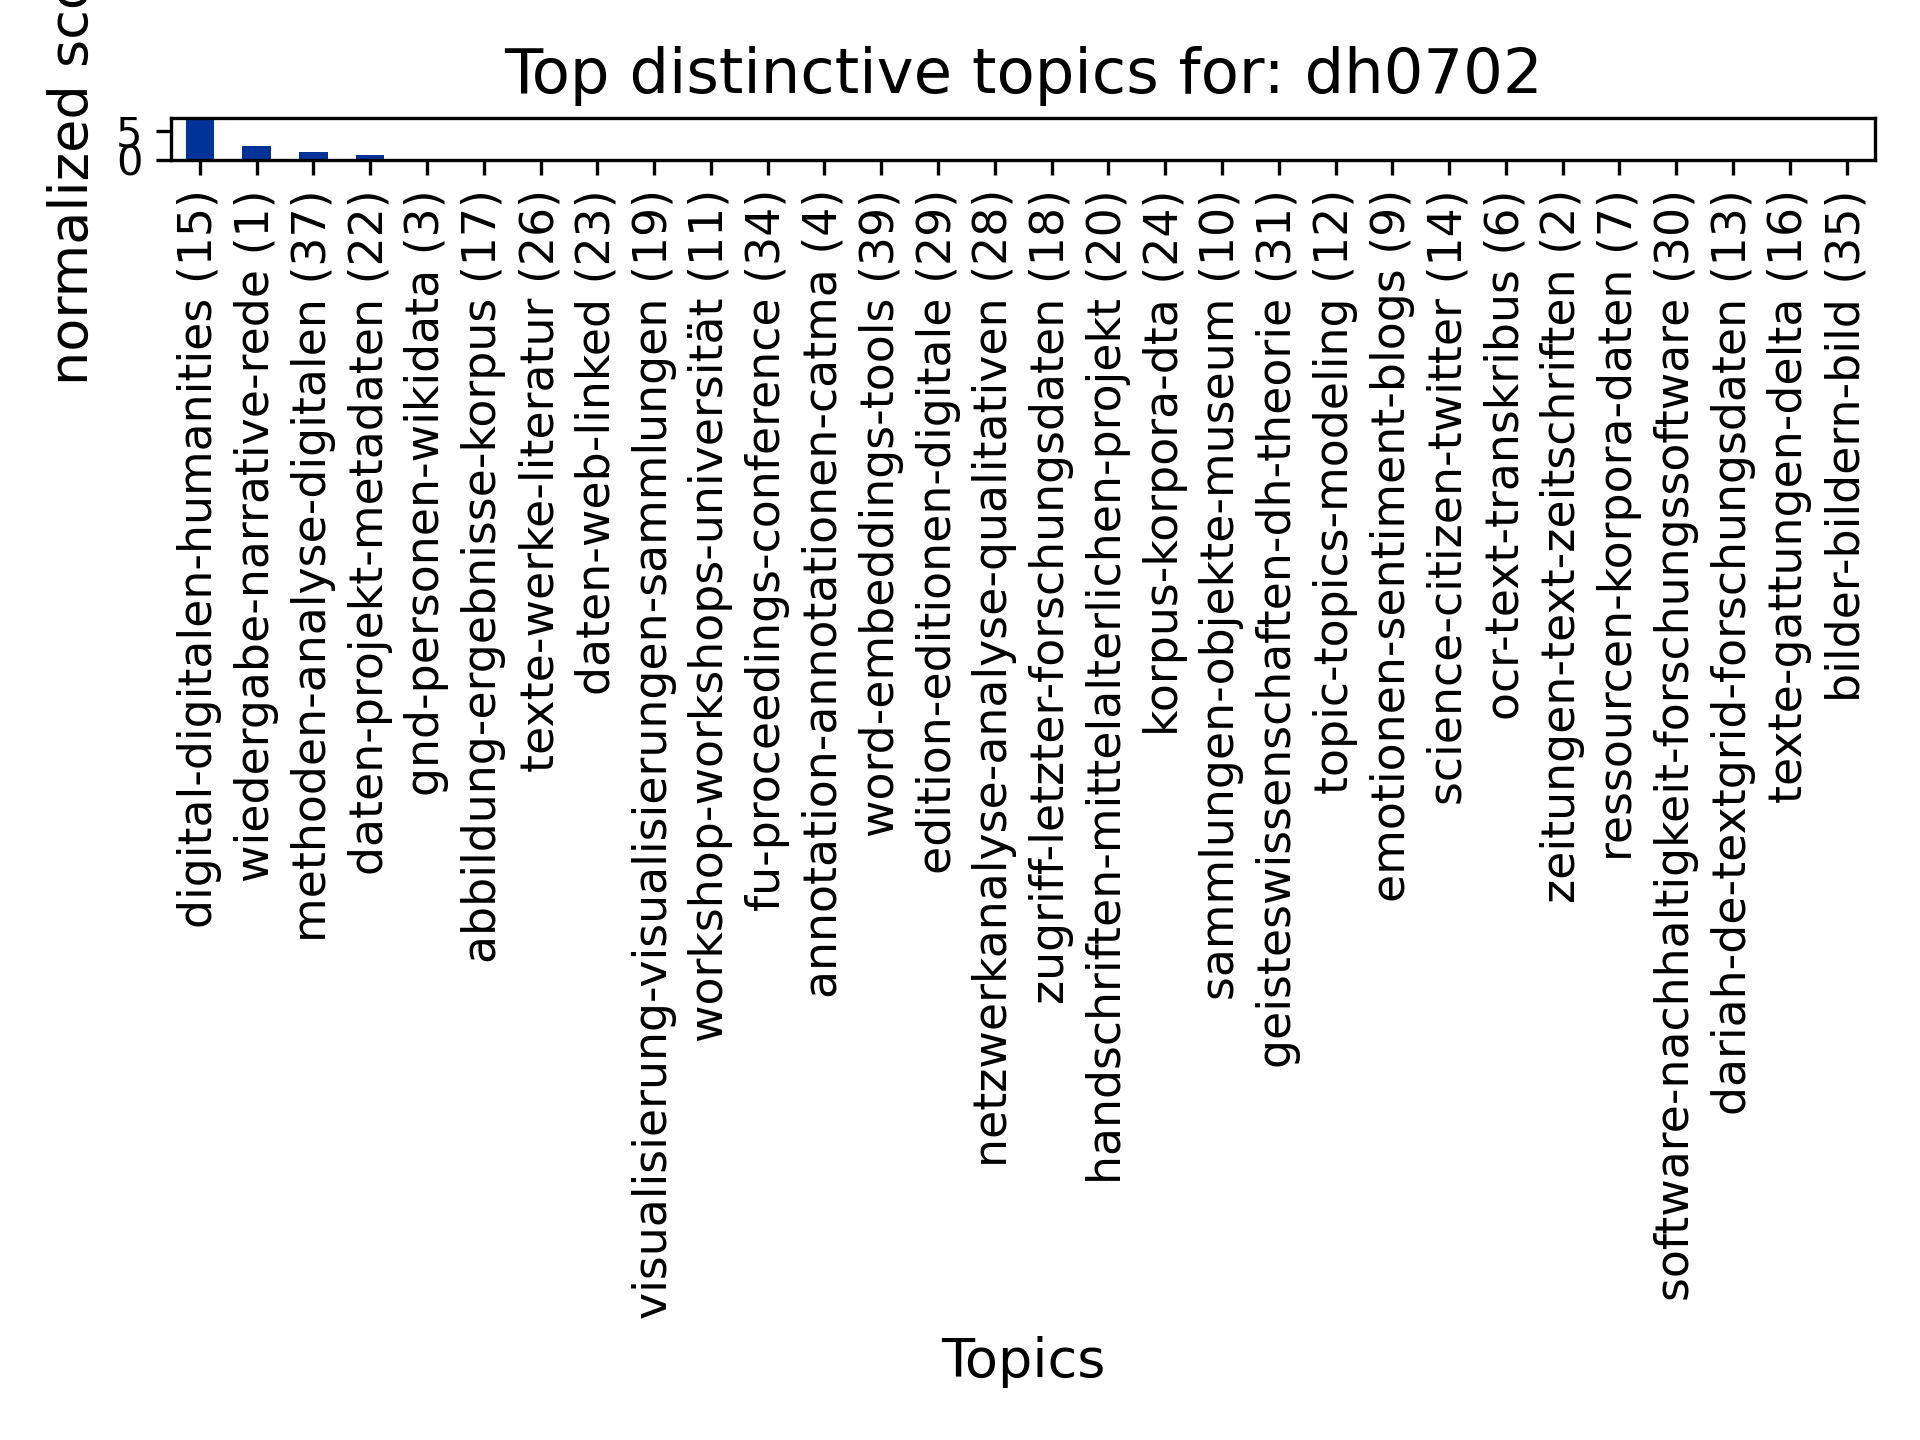 Top distinctive topics for: dh0702
normalized sco
5
0
digital-digitalen-humanities (15)
wiedergabe-narrative-rede (1)
methoden-analyse-digitalen (37)
daten-projekt-metadaten (22)
gnd-personen-wikidata (3)
abbildung-ergebnisse-korpus (17)
texte-werke-literatur (26)
daten-web-linked (23)
visualisierung-visualisierungen-sammlungen (19)
workshop-workshops-universität (11)
fu-proceedings-conference (34)
annotation-annotationen-catma (4)
word-embeddings-tools (39)
edition-editionen-digitale (29)
netzwerkanalyse-analyse-qualitativen (28)
zugriff-letzter-forschungsdaten (18)
handschriften-mittelalterlichen-projekt (20)
korpus-korpora-dta (24)
sammlungen-objekte-museum (10)
geisteswissenschaften-dh-theorie (31)
topic-topics-modeling (12)
emotionen-sentiment-blogs (9)
science-citizen-twitter (14)
ocr-text-transkribus (6)
zeitungen-text-zeitschriften (2)
ressourcen-korpora-daten (7)
software-nachhaltigkeit-forschungssoftware (30)
dariah-de-textgrid-forschungsdaten (13)
texte-gattungen-delta (16)
bilder-bildern-bild (35)
Topics